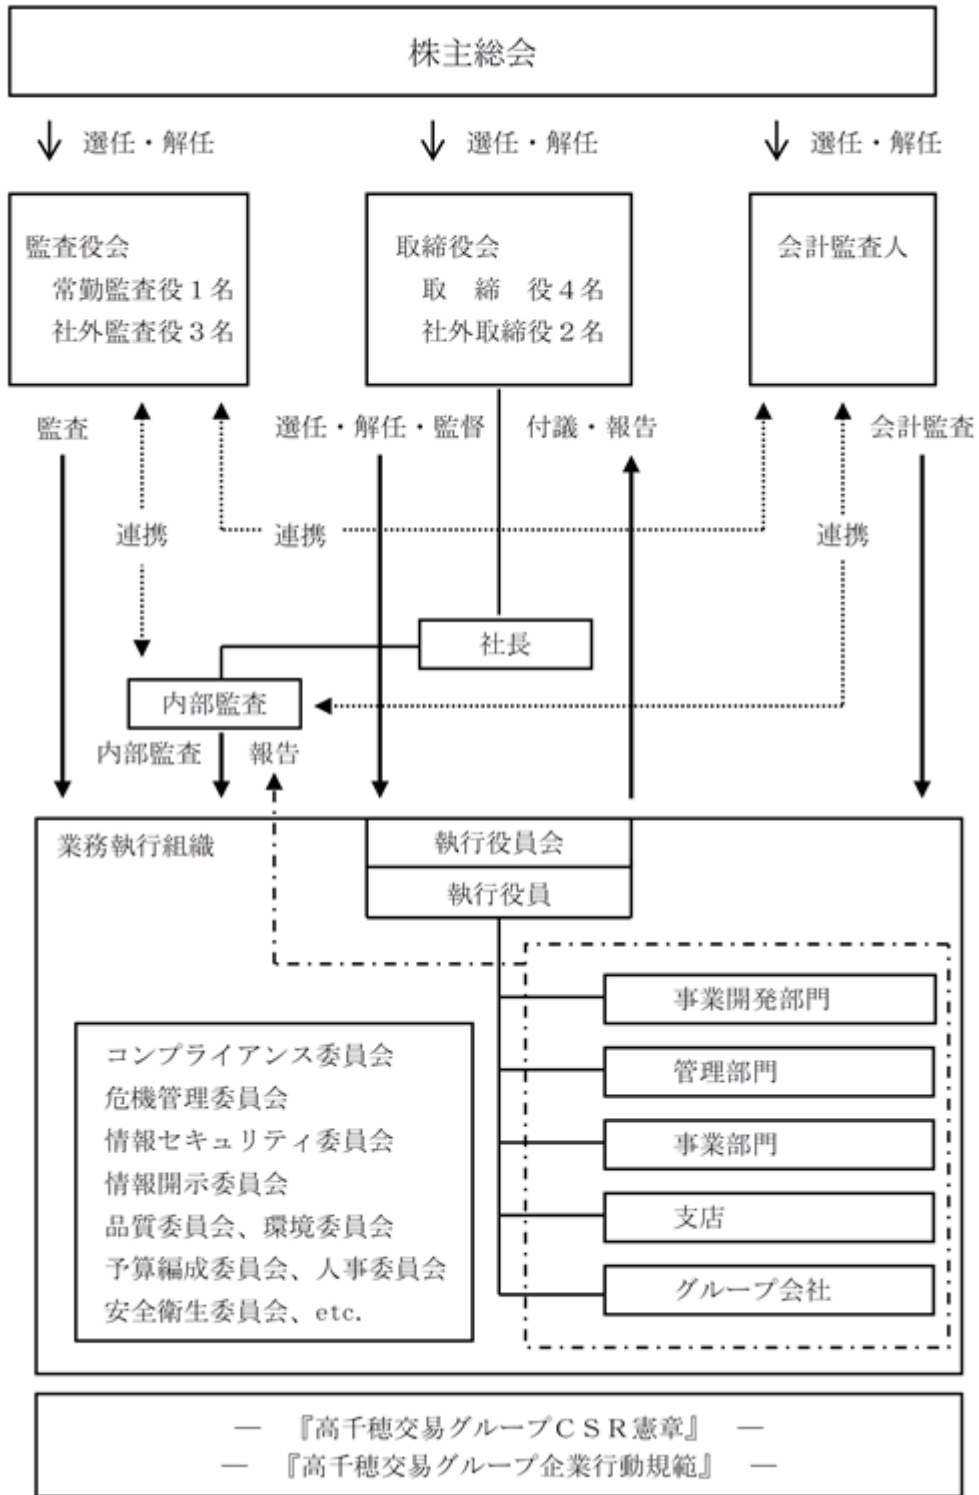 株主総会
選任・解任
選任・解任
選任・解任
監査役会
常勤監査役１名
社外監査役３名
取締役会
取　締　役４名
社外取締役２名
会計監査人
監査
選任・解任・監督
付議・報告
会計監査
連携
連携
連携
社長
内部監査
内部監査
報告
業務執行組織
執行役員会
執行役員
事業開発部門
管理部門
事業部門
支店
グループ会社
コンプライアンス委員会
危機管理委員会
情報セキュリティ委員会
情報開示委員会
品質委員会、環境委員会
予算編成委員会、人事委員会
安全衛生委員会、etc.
―　『高千穂交易グループＣＳＲ憲章』　―
―　『高千穂交易グループ企業行動規範』　―